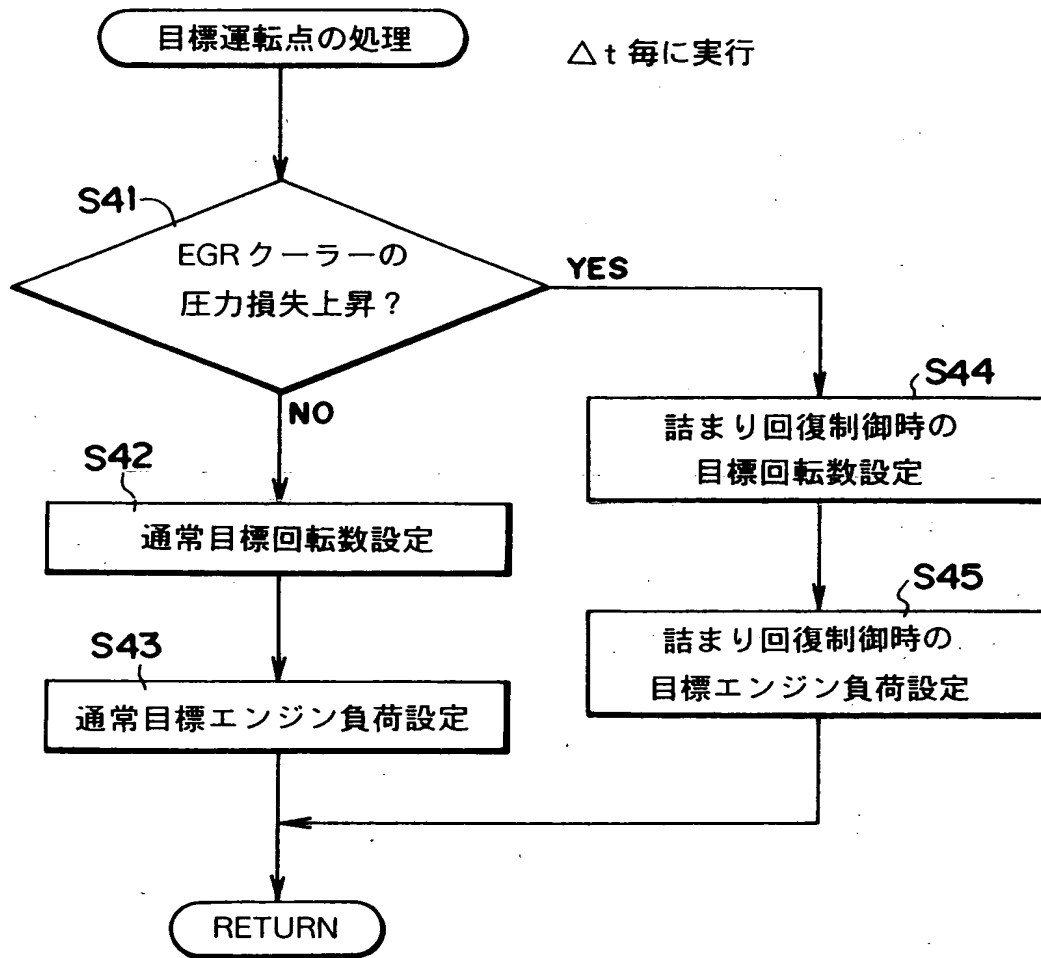 目標運転点の処理
△t毎に実行
S41
EGRクーラーの
圧力損失上昇？
YES
NO
S42
通常目標回転数設定
S43
通常目標エンジン負荷設定
S44
詰まり回復制御時の
目標回転数設定
S45
詰まり回復制御時の
目標エンジン負荷設定
RETURN